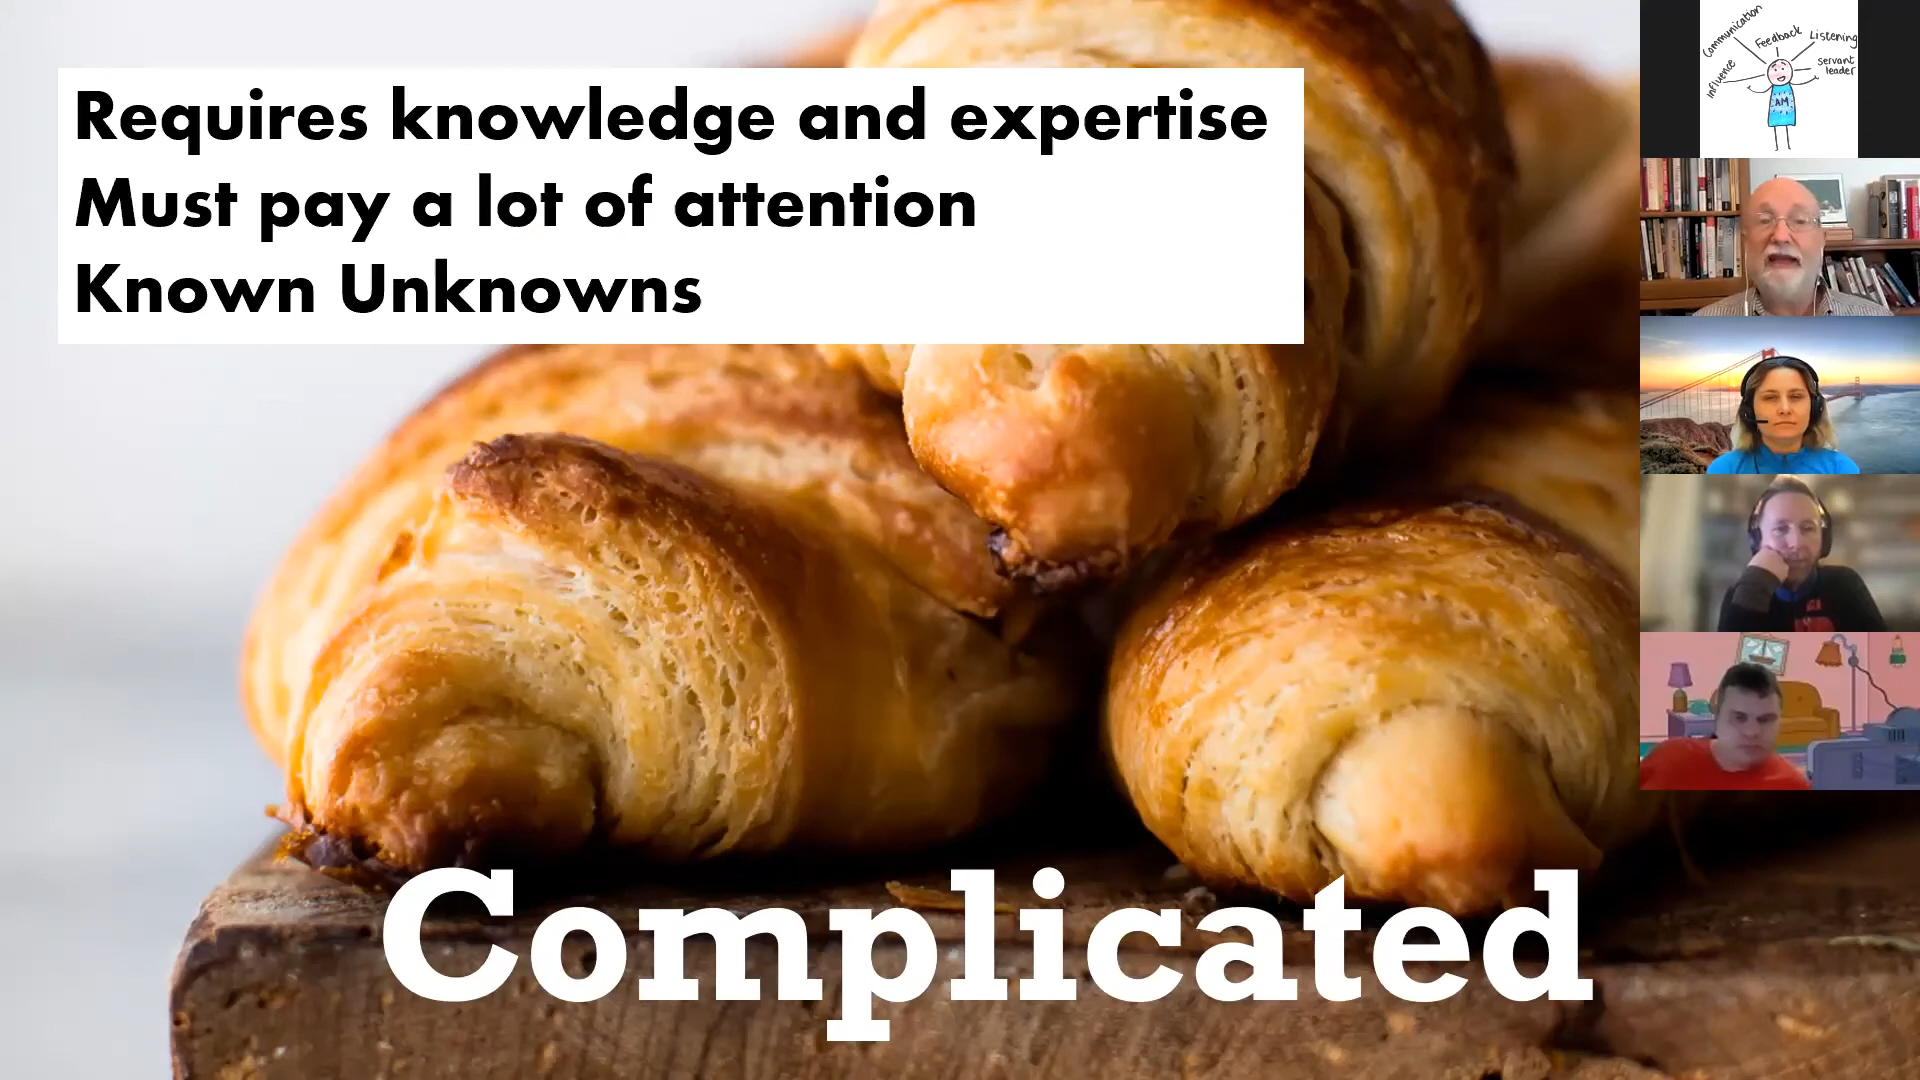 Requires knowledge and expertise
Must pay a lot of attention
Known Unknowns
Complicated
Communication
Feedback
Listening
Influence
servant
leader
AM